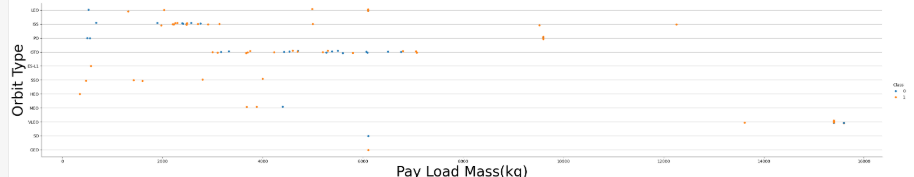 LEO
ISS
PO
GTO
ES-L1
SSO
HEO
MEO
VLEO
SO
GEO
Orbit Type
0
2000
4000
6000
8000
10000
12000
14000
16000
Pay Load Mass(kg)
Class
0
1